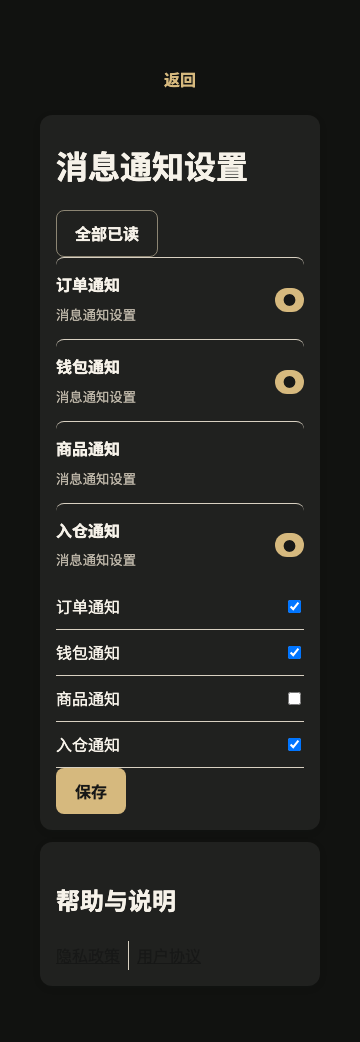 返回
消息通知设置
全部已读
订单通知
消息通知设置
钱包通知
消息通知设置
商品通知
消息通知设置
入仓通知
消息通知设置
订单通知
钱包通知
商品通知
入仓通知
保存
帮助与说明
隐私政策 用户协议